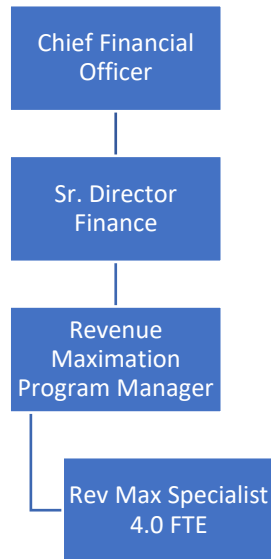 Chief Financial
Officer
Sr. Director
Finance
Revenue
Maximation
Program Manager
Rev Max Specialist
4.0 FTE